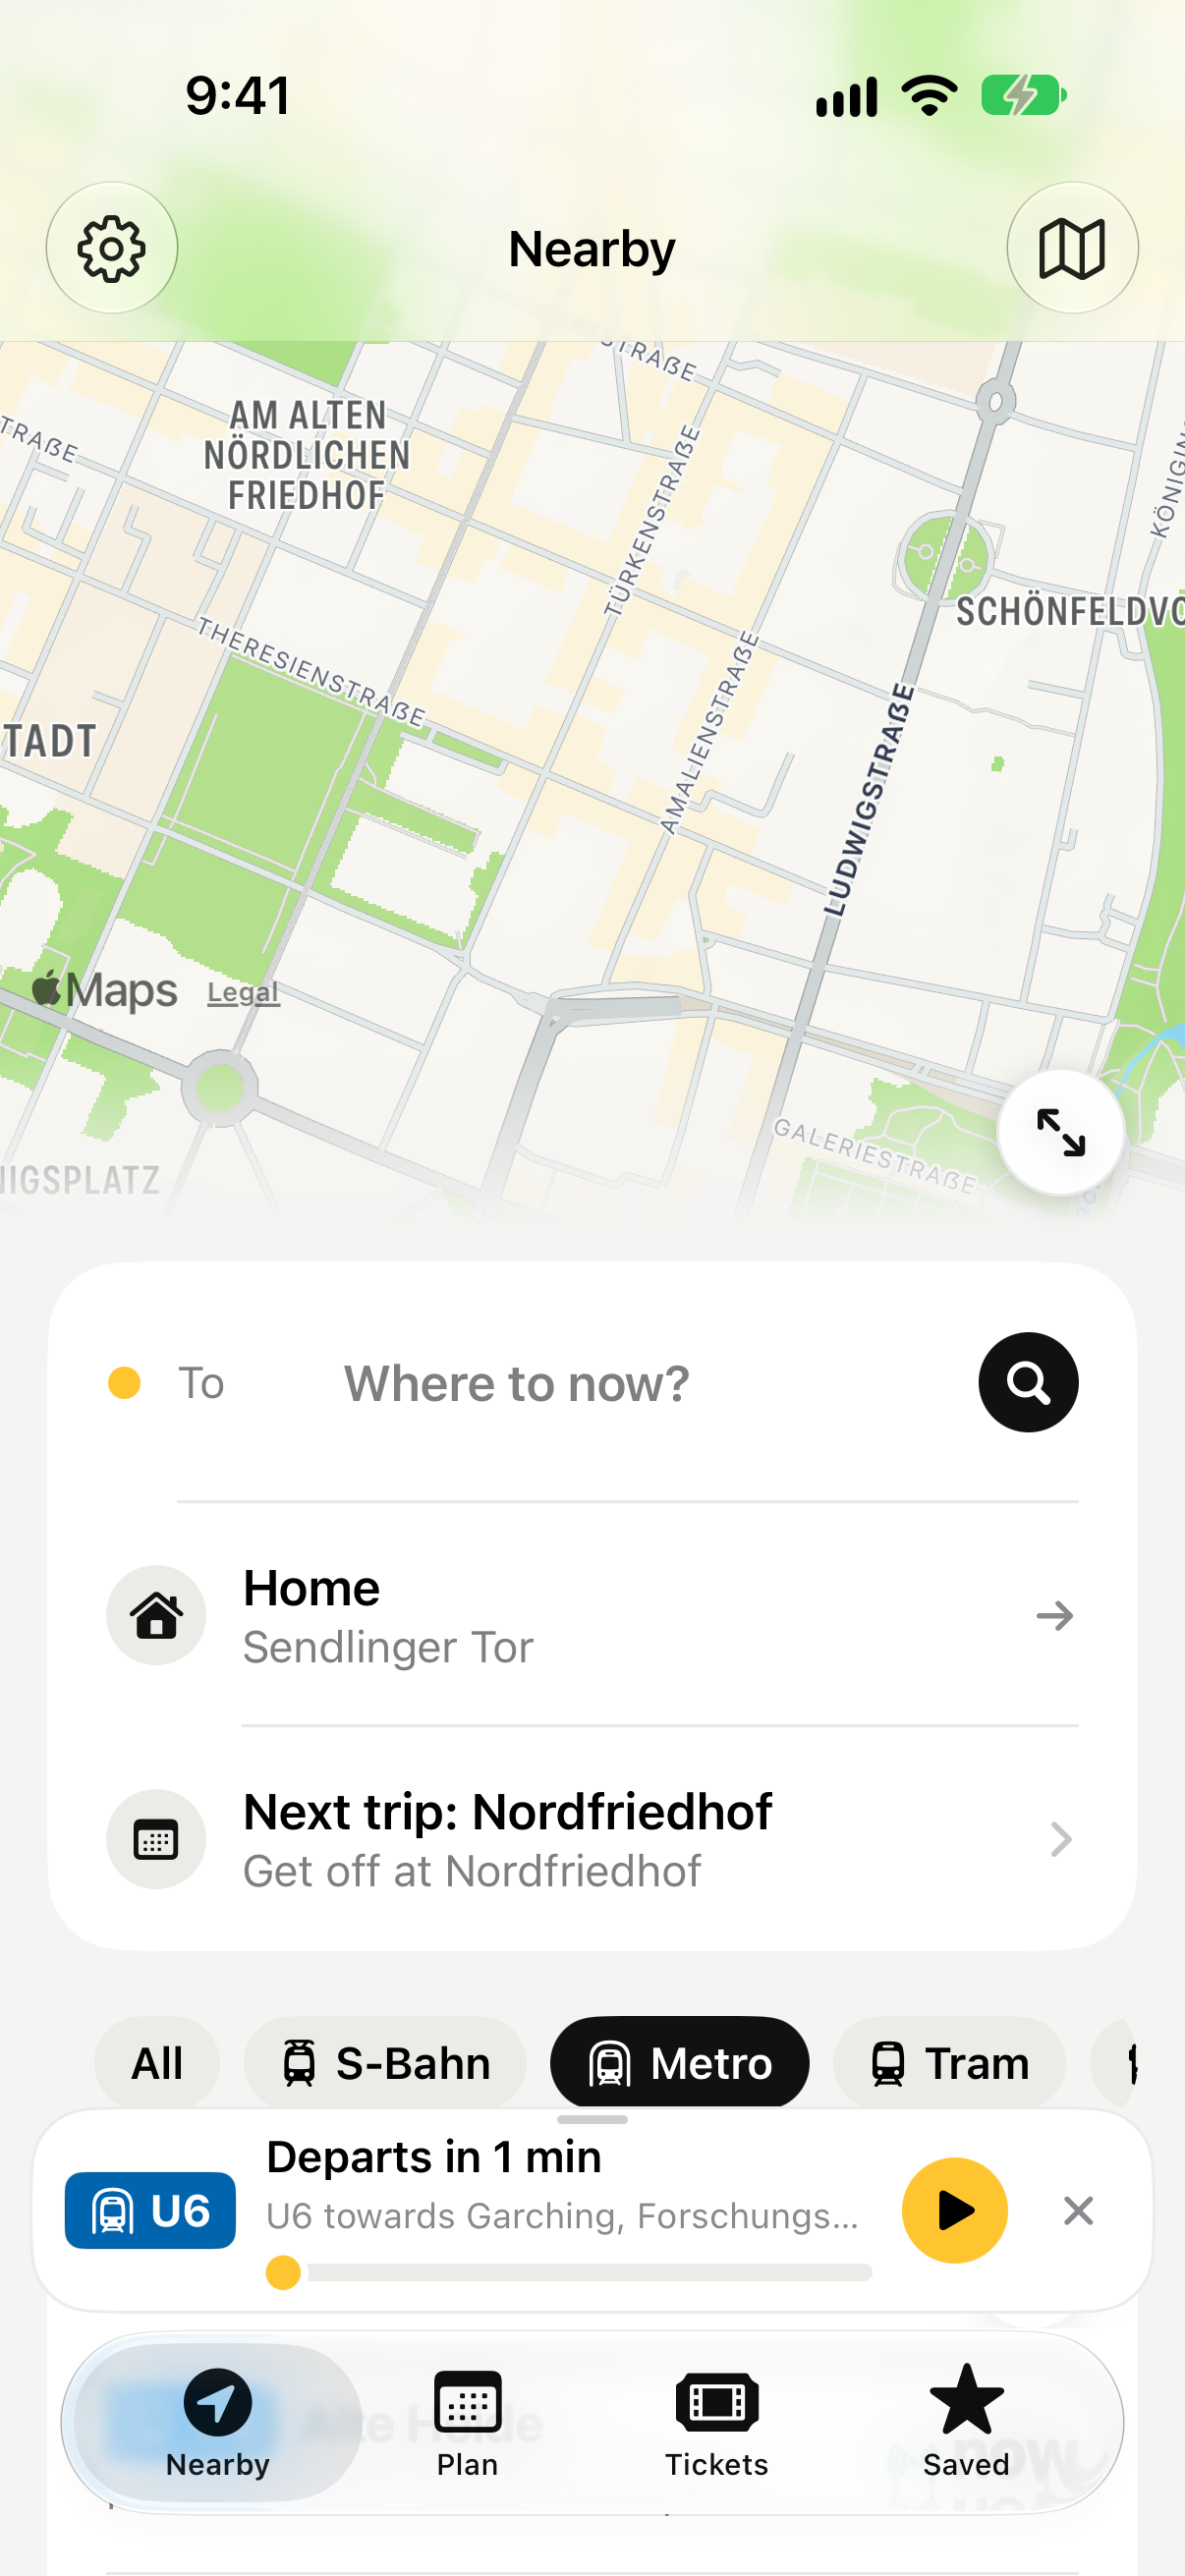 9:41
Nearby
STRAßE
TRAßE
AM ALTEN
NÖRDLICHEN
FRIEDHOF
TÜRKENSTRAßE
SCHÖNFELDVO
THERESIENSTRAßE
AMALIENSTRAßE
LUDWIGSTRAßE
TADT
Maps Legal
GALERIESTRAßE
IGSPLATZ
To Where to now?
Home
Sendlinger Tor
Next trip: Nordfriedhof
Get off at Nordfriedhof
All S-Bahn Metro Tram
Departs in 1 min
U6
U6 towards Garching, Forschungs...
Nearby Plan Tickets Saved